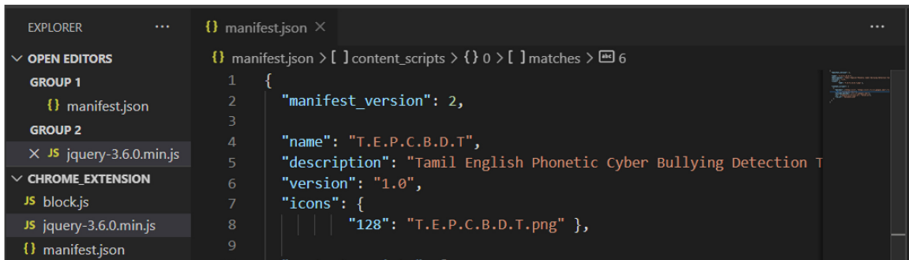 EXPLORER
···
OPEN EDITORS
GROUP 1
{} manifest.json
GROUP 2
× JS jquery-3.6.0.min.js
CHROME_EXTENSION
JS block.js
JS jquery-3.6.0.min.js
{} manifest.json
{} manifest.json ×
···
{} manifest.json > [ ] content_scripts > {} 0 > [ ] matches > abc 6
1 {
2 "manifest_version": 2,
3
4 "name": "T.E.P.C.B.D.T",
5 "description": "Tamil English Phonetic Cyber Bullying Detection T
6 "version": "1.0",
7 "icons": {
8 "128": "T.E.P.C.B.D.T.png" },
9